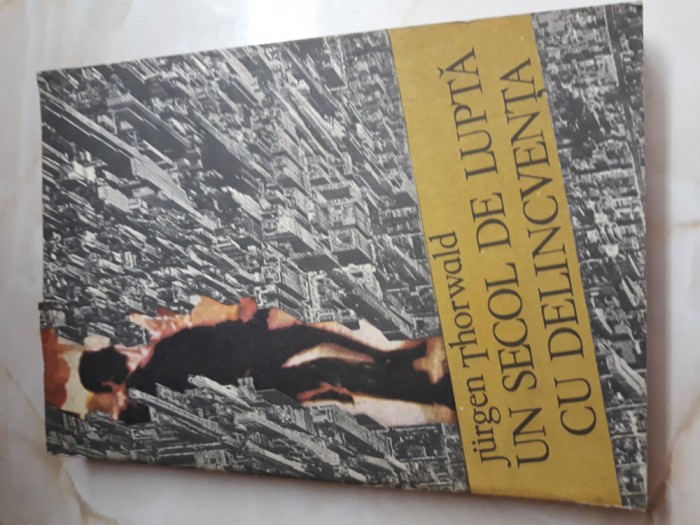 jürgen Thorwald
UN SECOL DE LUPTĂ
CU DELINCVENȚA